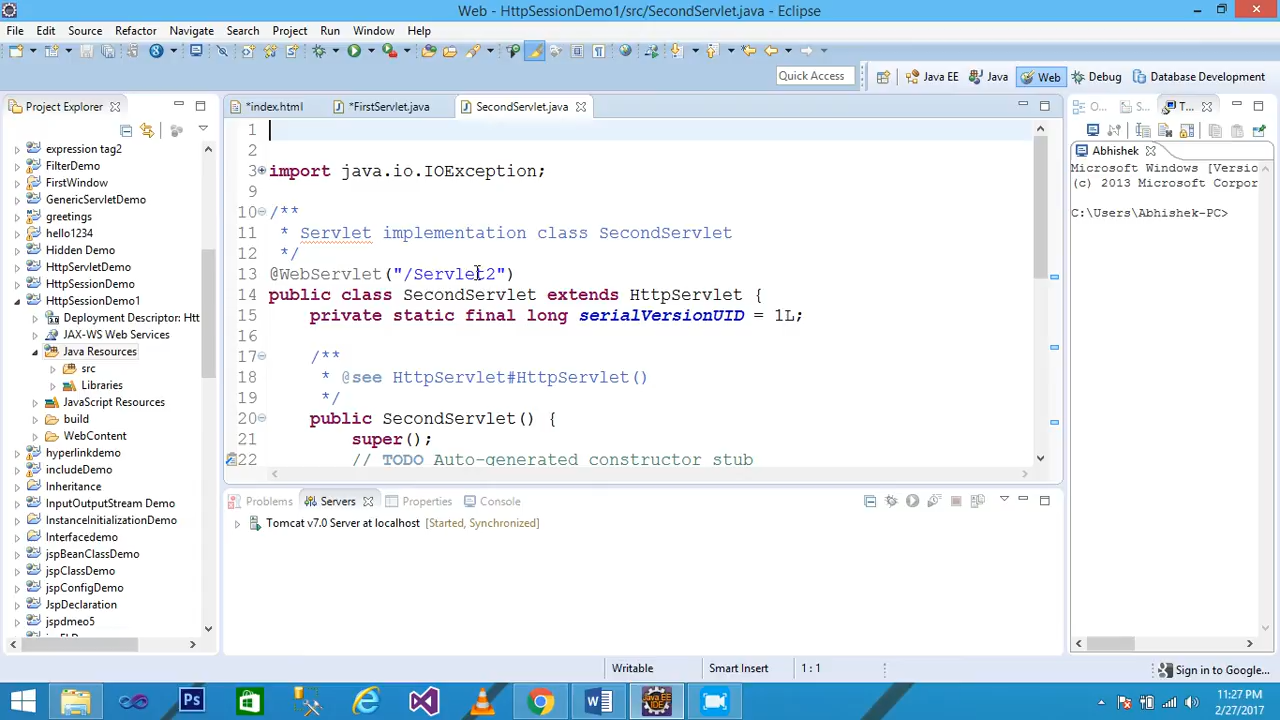 Web - HttpSessionDemo1/src/SecondServlet.java - Eclipse
File Edit Source Refactor Navigate Search Project Run Window Help
Quick Access
Java EE Java Web Debug Database Development
Project Explorer
expression tag2
FilterDemo
FirstWindow
GenericServletDemo
greetings
hello1234
Hidden Demo
HttpServletDemo
HttpSessionDemo
HttpSessionDemo1
Deployment Descriptor: Htt
JAX-WS Web Services
Java Resources
src
Libraries
JavaScript Resources
build
WebContent
hyperlinkdemo
includeDemo
Inheritance
InputOutputStream Demo
InstanceInitializationDemo
Interfacedemo
jspBeanClassDemo
jspClassDemo
jspConfigDemo
JspDeclaration
jspdmeo5
*index.html *FirstServlet.java SecondServlet.java
1
2
3 import java.io.IOException;
9
10 /**
11 * Servlet implementation class SecondServlet
12 */
13 @WebServlet("/Servlet2")
14 public class SecondServlet extends HttpServlet {
15 private static final long serialVersionUID = 1L;
16
17 /**
18 * @see HttpServlet#HttpServlet()
19 */
20 public SecondServlet() {
21 super();
22 // TODO Auto-generated constructor stub
Problems Servers Properties Console
Tomcat v7.0 Server at localhost [Started, Synchronized]
O... S... T...
Abhishek
Microsoft Windows [Versio
(c) 2013 Microsoft Corpor
C:\Users\Abhishek-PC>
Writable Smart Insert 1 : 1
Sign in to Google...
Ps
11:27 PM
2/27/2017